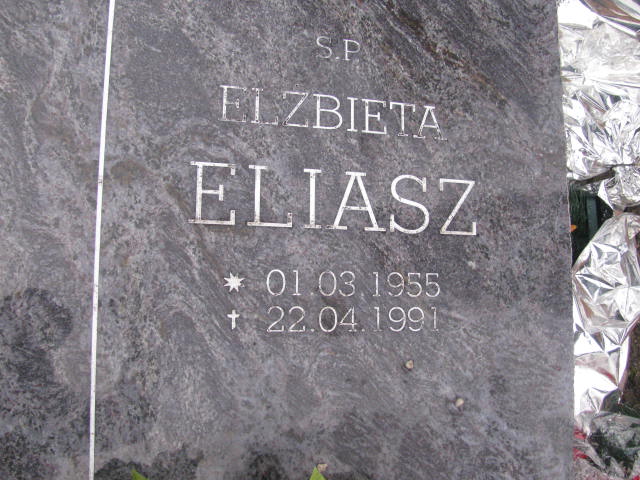 S.P.
ELZBIETA
ELIASZ
* 01.03.1955
✝ 22.04.1991